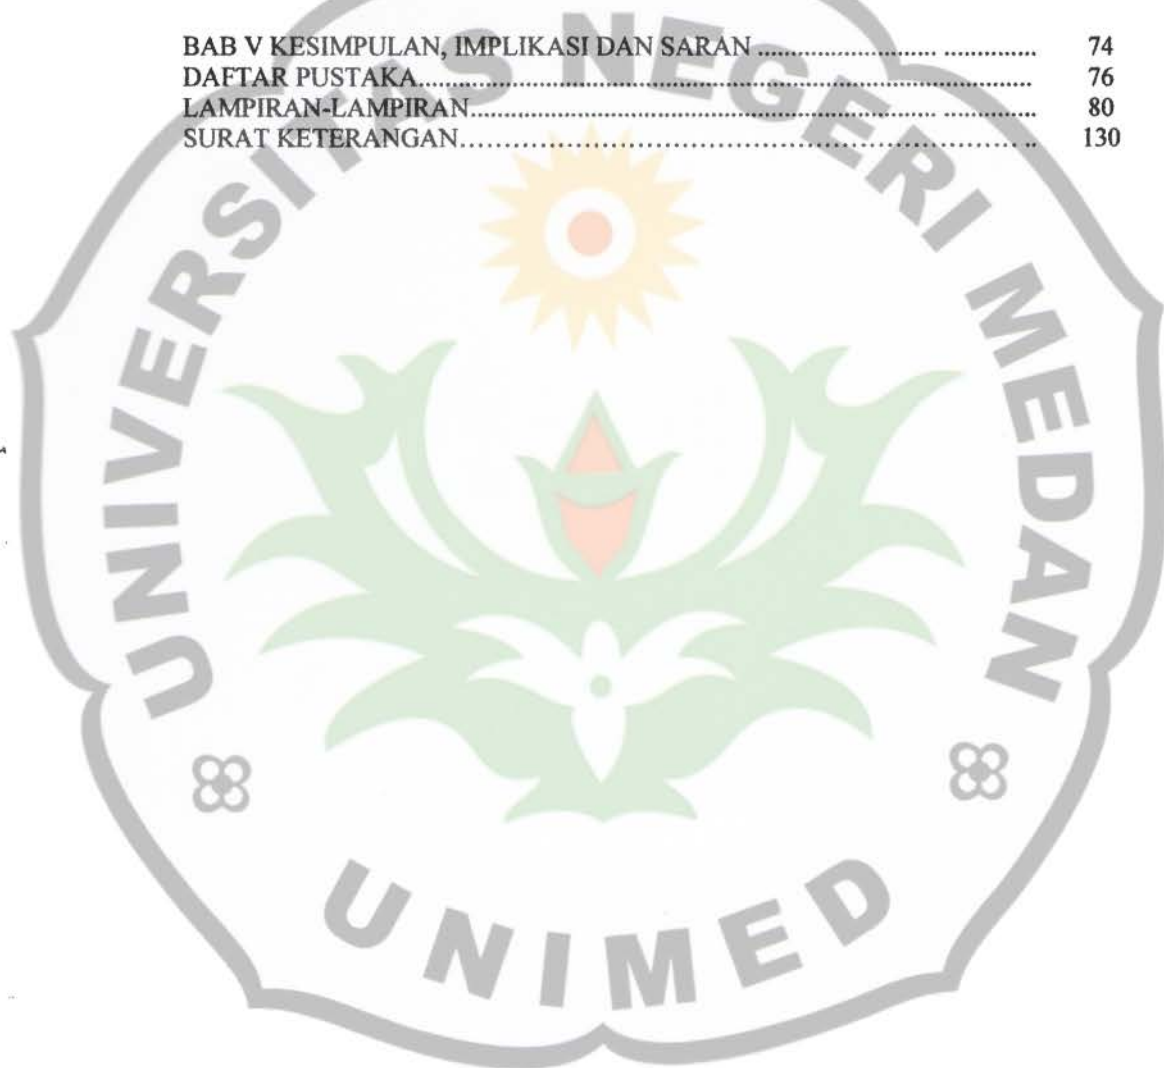 BAB V KESIMPULAN, IMPLIKASI DAN SARAN ........................ ............. 74
DAFTAR PUSTAKA.................................................................................... 76
LAMPIRAN-LAMPIRAN................................................................ ............. 80
SURAT KETERANGAN……………………………………………………… .. 130
UNIVERSITAS NEGERI MEDAN
UNIMED